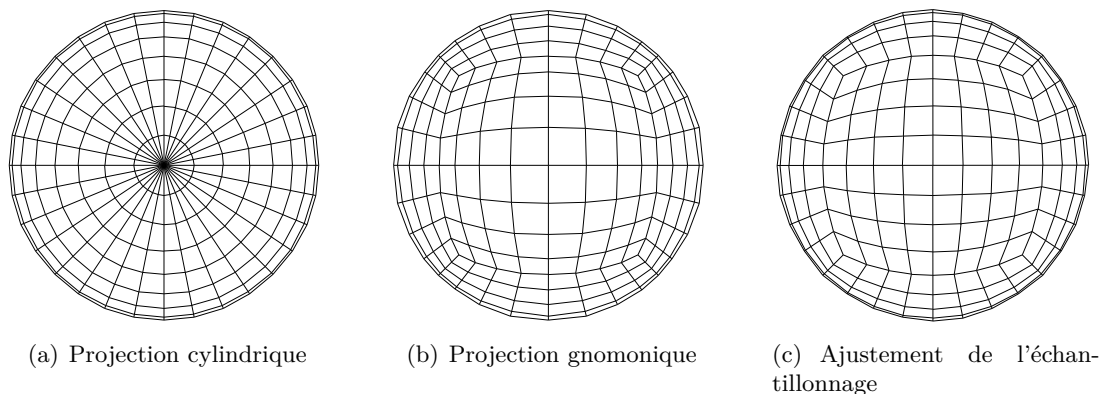 (a) Projection cylindrique
(b) Projection gnomonique
(c) Ajustement de l'échan-
tillonnage